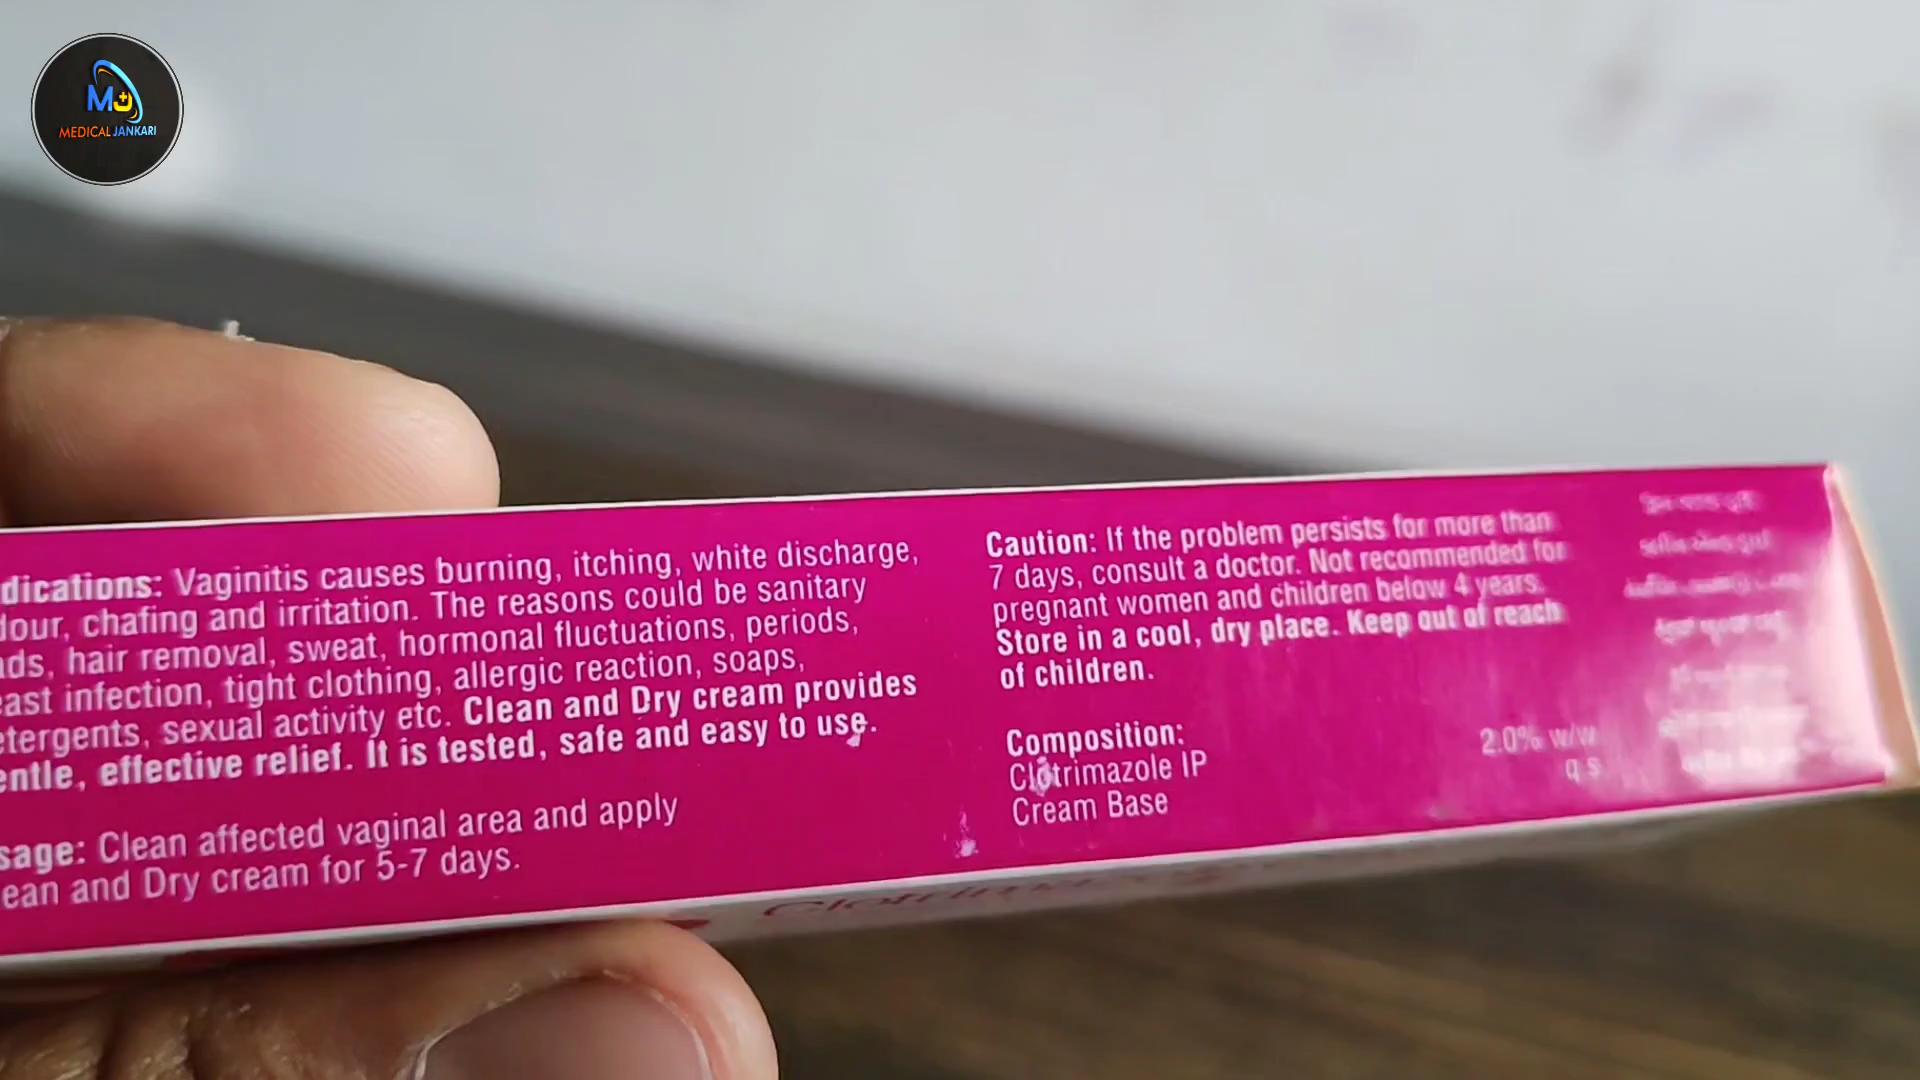 MEDICAL JANKARI
dications: Vaginitis causes burning, itching, white discharge,
dour, chafing and irritation. The reasons could be sanitary
ads, hair removal, sweat, hormonal fluctuations, periods,
east infection, tight clothing, allergic reaction, soaps,
etergents, sexual activity etc. Clean and Dry cream provides
entle, effective relief. It is tested, safe and easy to use.
sage: Clean affected vaginal area and apply
lean and Dry cream for 5-7 days.
Caution: If the problem persists for more than
7 days, consult a doctor. Not recommended for
pregnant women and children below 4 years.
Store in a cool, dry place. Keep out of reach
of children.
Composition:
Clotrimazole IP 2.0% w/w
Cream Base q s